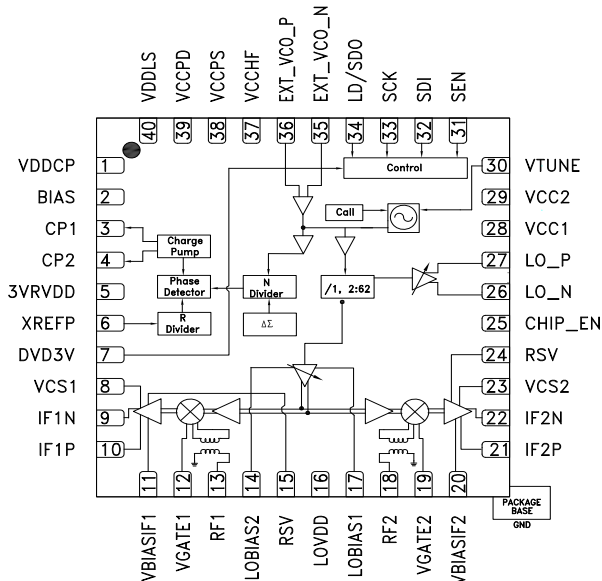 VDDLS
VCCPD
VCCPS
VCCHF
EXT_VCO_P
EXT_VCO_N
LD/SDO
SCK
SDI
SEN
40
39
38
37
36
35
34
33
32
31
VDDCP
1
BIAS
2
CP1
3
CP2
4
3VRVDD
5
XREFP
6
DVD3V
7
VCS1
8
IF1N
9
IF1P
10
30
VTUNE
29
VCC2
28
VCC1
27
LO_P
26
LO_N
25
CHIP_EN
24
RSV
23
VCS2
22
IF2N
21
IF2P
Control
Call
Charge
Pump
Phase
Detector
N
Divider
/1, 2:62
R
Divider
ΔΣ
11
12
13
14
15
16
17
18
19
20
VBIASIF1
VGATE1
RF1
LOBIAS2
RSV
LOVDD
LOBIAS1
RF2
VGATE2
VBIASIF2
PACKAGE
BASE
GND